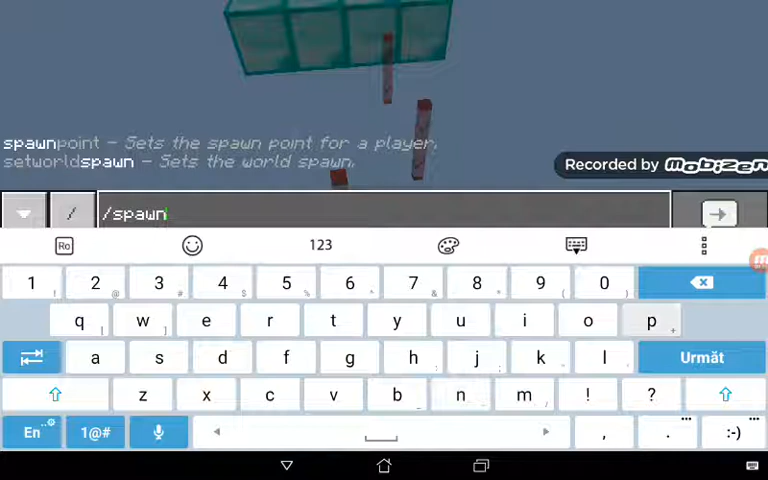 spawnpoint - Sets the spawn point for a player.
setworldspawn - Sets the world spawn.
Recorded by mobizen
/ /spawn
Ro 123
1 2 3 4 5 6 7 8 9 0
! @ # $ % ^ & * ( )
q w e r t y u i o p
a s d f g h j k l Următ
z x c v b n m ! ?
En 1@# , . :-)